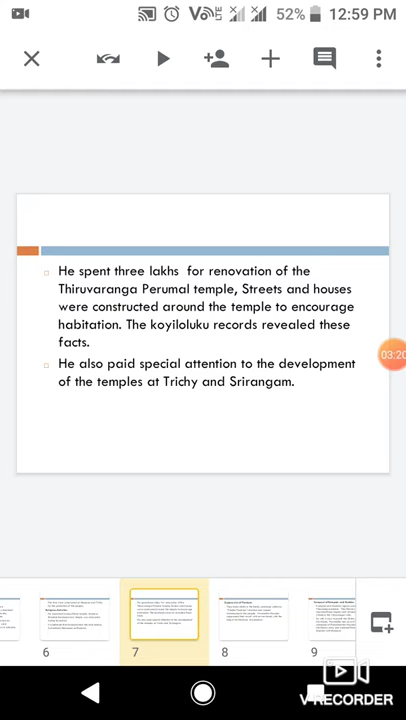 Vo LTE 52% 12:59 PM
He spent three lakhs for renovation of the
Thiruvaranga Perumal temple, Streets and houses
were constructed around the temple to encourage
habitation. The koyiloluku records revealed these
facts.
He also paid special attention to the development
of the temples at Trichy and Srirangam.
03:20
6
7
8
9
V-RECORDER